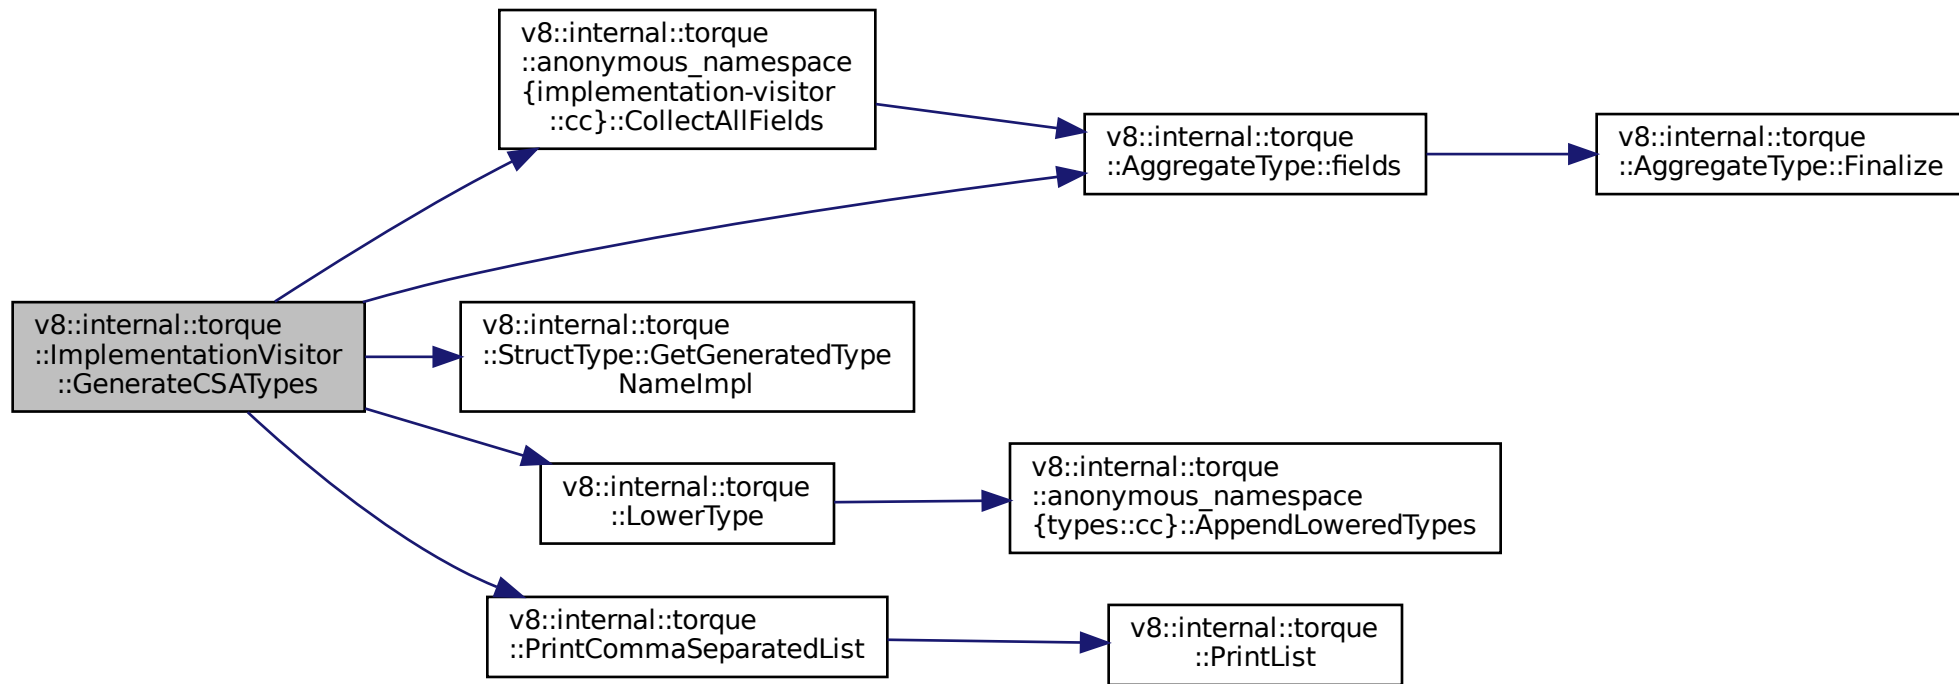 v8::internal::torque
::anonymous_namespace
{implementation-visitor
::cc}::CollectAllFields
v8::internal::torque
::AggregateType::fields
v8::internal::torque
::AggregateType::Finalize
v8::internal::torque
::ImplementationVisitor
::GenerateCSATypes
v8::internal::torque
::StructType::GetGeneratedType
NameImpl
v8::internal::torque
::LowerType
v8::internal::torque
::anonymous_namespace
{types::cc}::AppendLoweredTypes
v8::internal::torque
::PrintCommaSeparatedList
v8::internal::torque
::PrintList